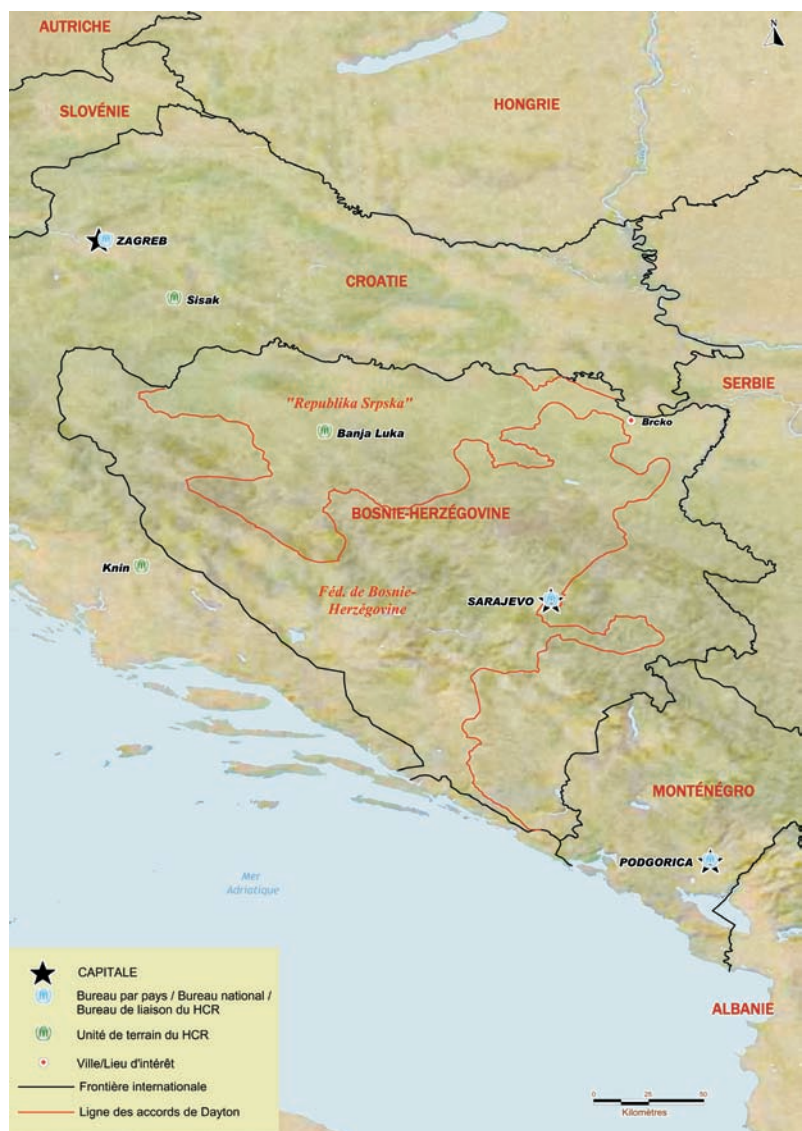 AUTRICHE
N
SLOVÉNIE
HONGRIE
ZAGREB
CROATIE
Sisak
SERBIE
"Republika Srpska"
Banja Luka
Brcko
BOSNIE-HERZÉGOVINE
Knin
Féd. de Bosnie-
Herzégovine
SARAJEVO
MONTÉNÉGRO
PODGORICA
Mer
Adriatique
ALBANIE
CAPITALE
Bureau par pays / Bureau national /
Bureau de liaison du HCR
Unité de terrain du HCR
Ville/Lieu d'intérêt
Frontière internationale
Ligne des accords de Dayton
0 25 50
Kilomètres